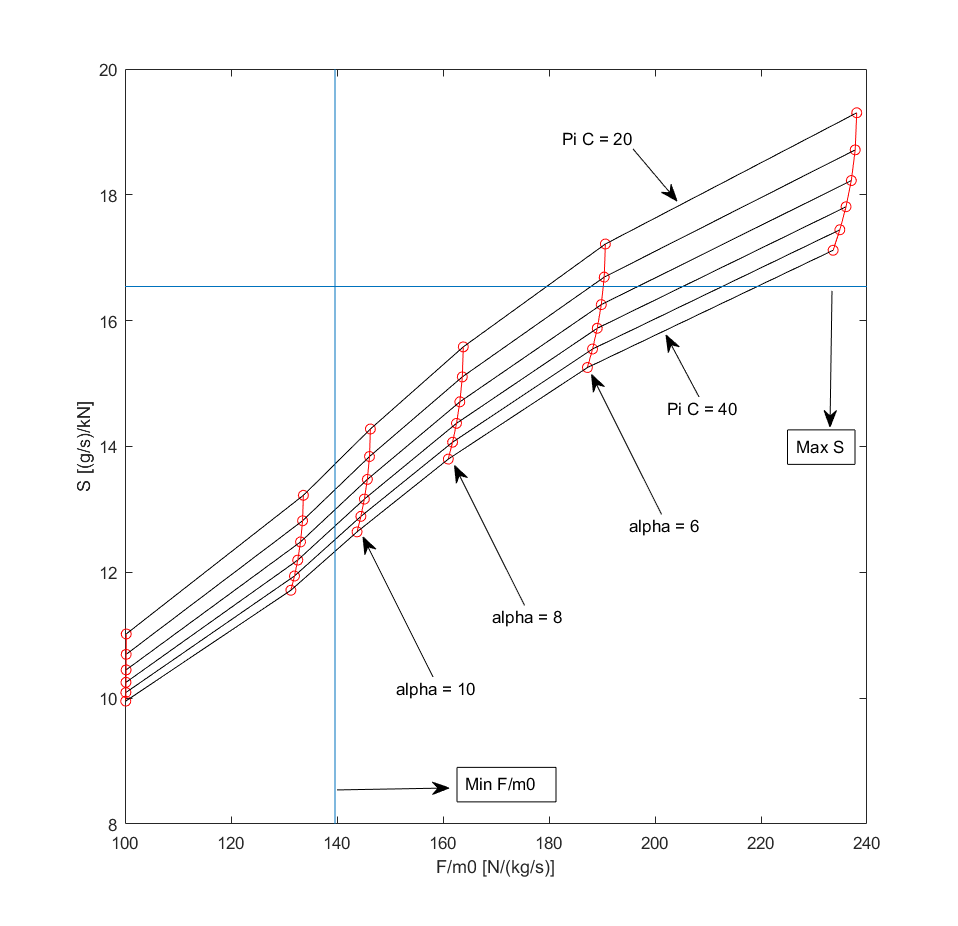 20
18
16
14
12
10
8
S [(g/s)/kN]
Pi C = 20
Pi C = 40
Max S
alpha = 6
alpha = 8
alpha = 10
Min F/m0
100
120
140
160
180
200
220
240
F/m0 [N/(kg/s)]